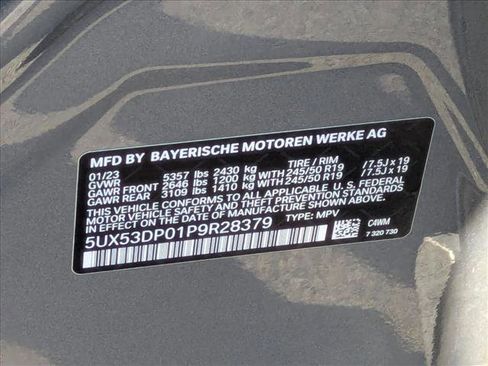 MFD BY BAYERISCHE MOTOREN WERKE AG
01/23 5357 lbs 2430 kg TIRE / RIM
GVWR
GAWR FRONT 2646 lbs 1200 kg 245/50 R19 /7.5J x 19
GAWR REAR 3109 lbs 1410 kg 245/50 R19 /7.5J x 19
THIS VEHICLE CONFORMS TO ALL APPLICABLE U.S. FEDERAL
MOTOR VEHICLE SAFETY AND THEFT PREVENTION STANDARDS
IN EFFECT ON THE DATE OF MANUFACTURE SHOWN ABOVE.
5UX53DP01P9R28379 TYPE: MPV
C4WM
7 320 730